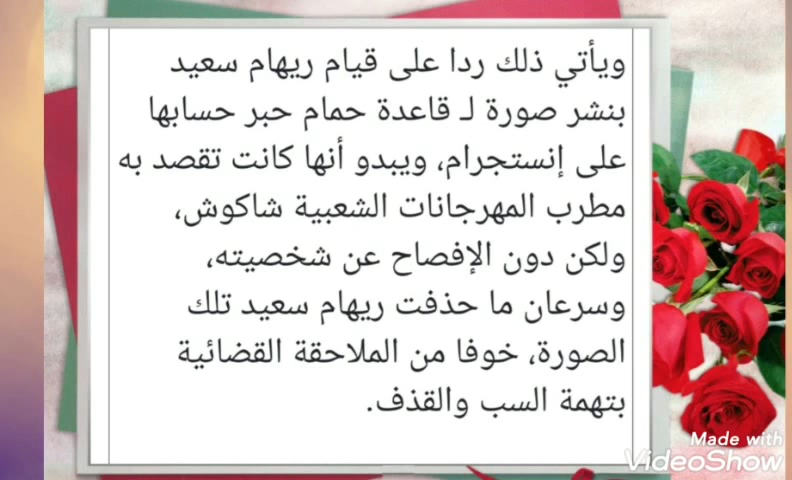 ويأتي ذلك ردا على قيام ريهام سعيد
بنشر صورة لـ قاعدة حمام حبر حسابها
على إنستجرام، ويبدو أنها كانت تقصد به
مطرب المهرجانات الشعبية شاكوش،
ولكن دون الإفصاح عن شخصيته،
وسرعان ما حذفت ريهام سعيد تلك
الصورة، خوفا من الملاحقة القضائية
بتهمة السب والقذف.
Made with
VideoShow